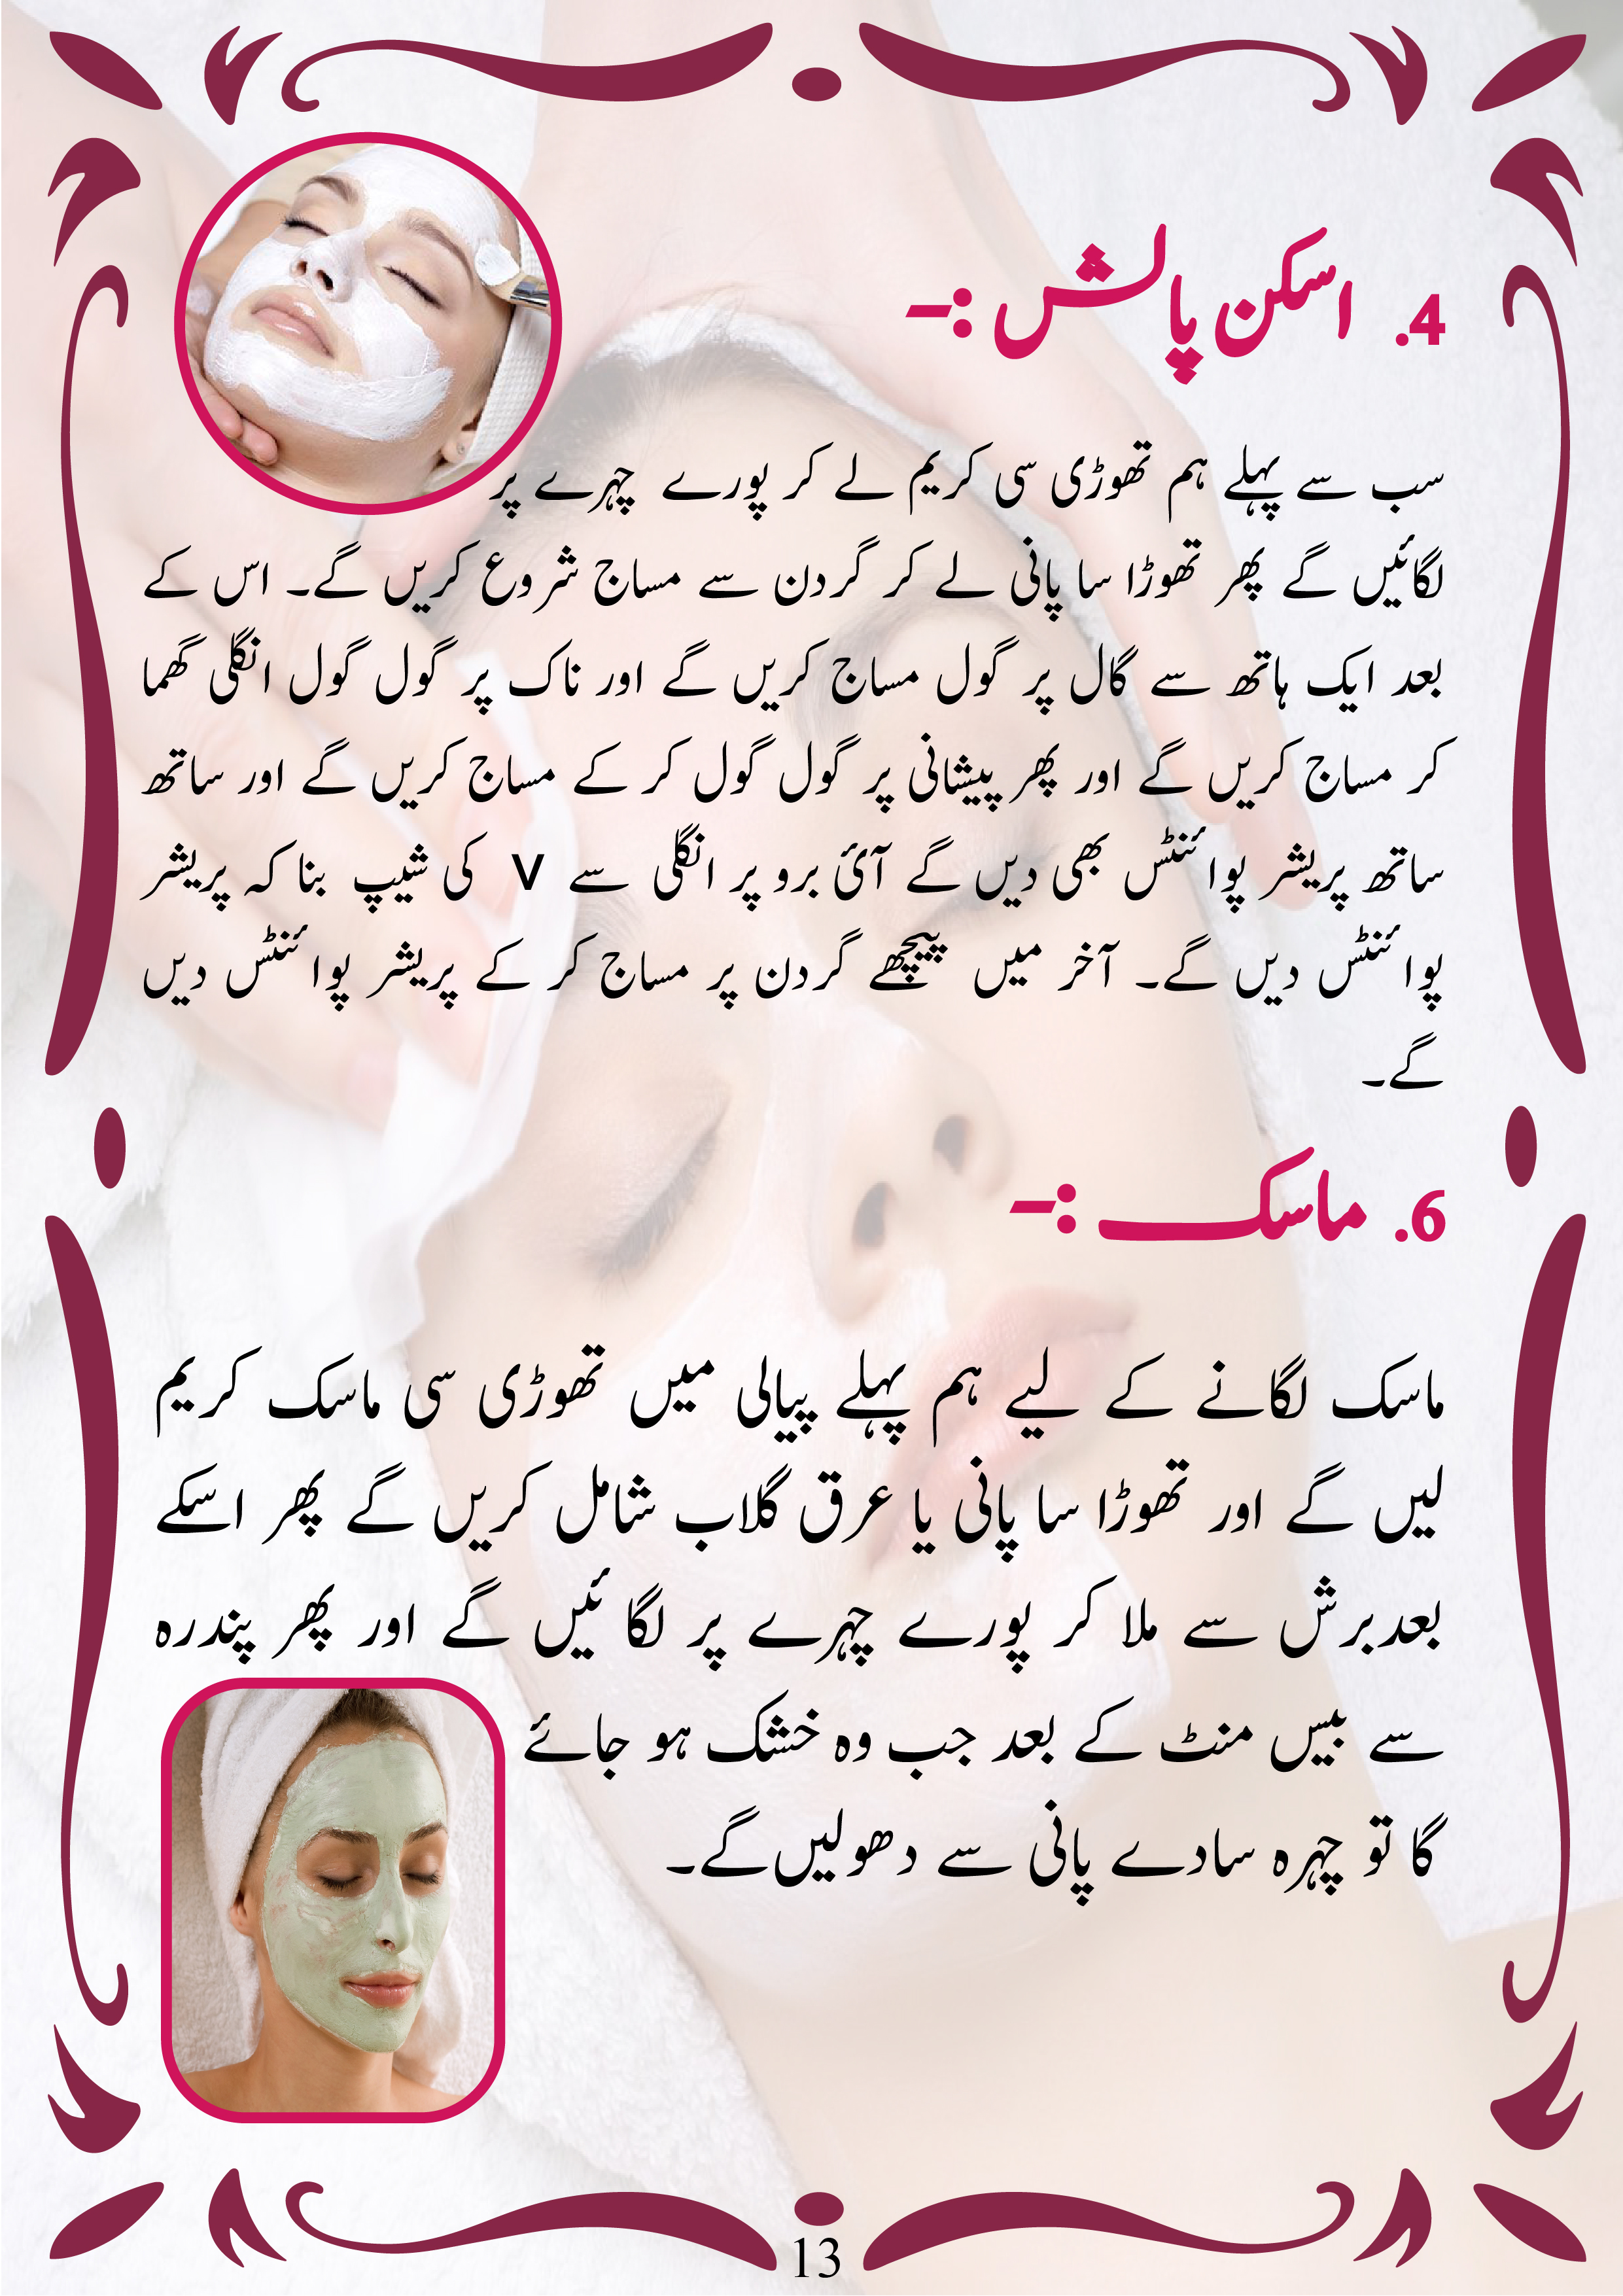 4. اسکن پالش :-
سب سے پہلے ہم تھوڑی سی کریم لے کر پورے چہرے پر
لگائیں گے پھر تھوڑا سا پانی لے کر گردن سے مساج شروع کریں گے۔ اس کے
بعد ایک ہاتھ سے گال پر گول مساج کریں گے اور ناک پر گول گول انگلی گھما
کر مساج کریں گے اور پھر پیشانی پر گول گول کر کے مساج کریں گے اور ساتھ
ساتھ پریشر پوائنٹس بھی دیں گے آئ برو پر انگلی سے V کی شیپ بنا کہ پریشر
پوائنٹس دیں گے۔ آخر میں پیچھے گردن پر مساج کر کے پریشر پوائنٹس دیں
گے۔
6. ماسک :-
ماسک لگانے کے لیے ہم پہلے پیالی میں تھوڑی سی ماسک کریم
لیں گے اور تھوڑا سا پانی یا عرق گلاب شامل کریں گے پھر اسکے
بعدبرش سے ملا کر پورے چہرے پر لگائیں گے اور پھر پندرہ
سے بیس منٹ کے بعد جب وہ خشک ہو جائے
گا تو چہرہ سادے پانی سے دھولیں گے۔
13